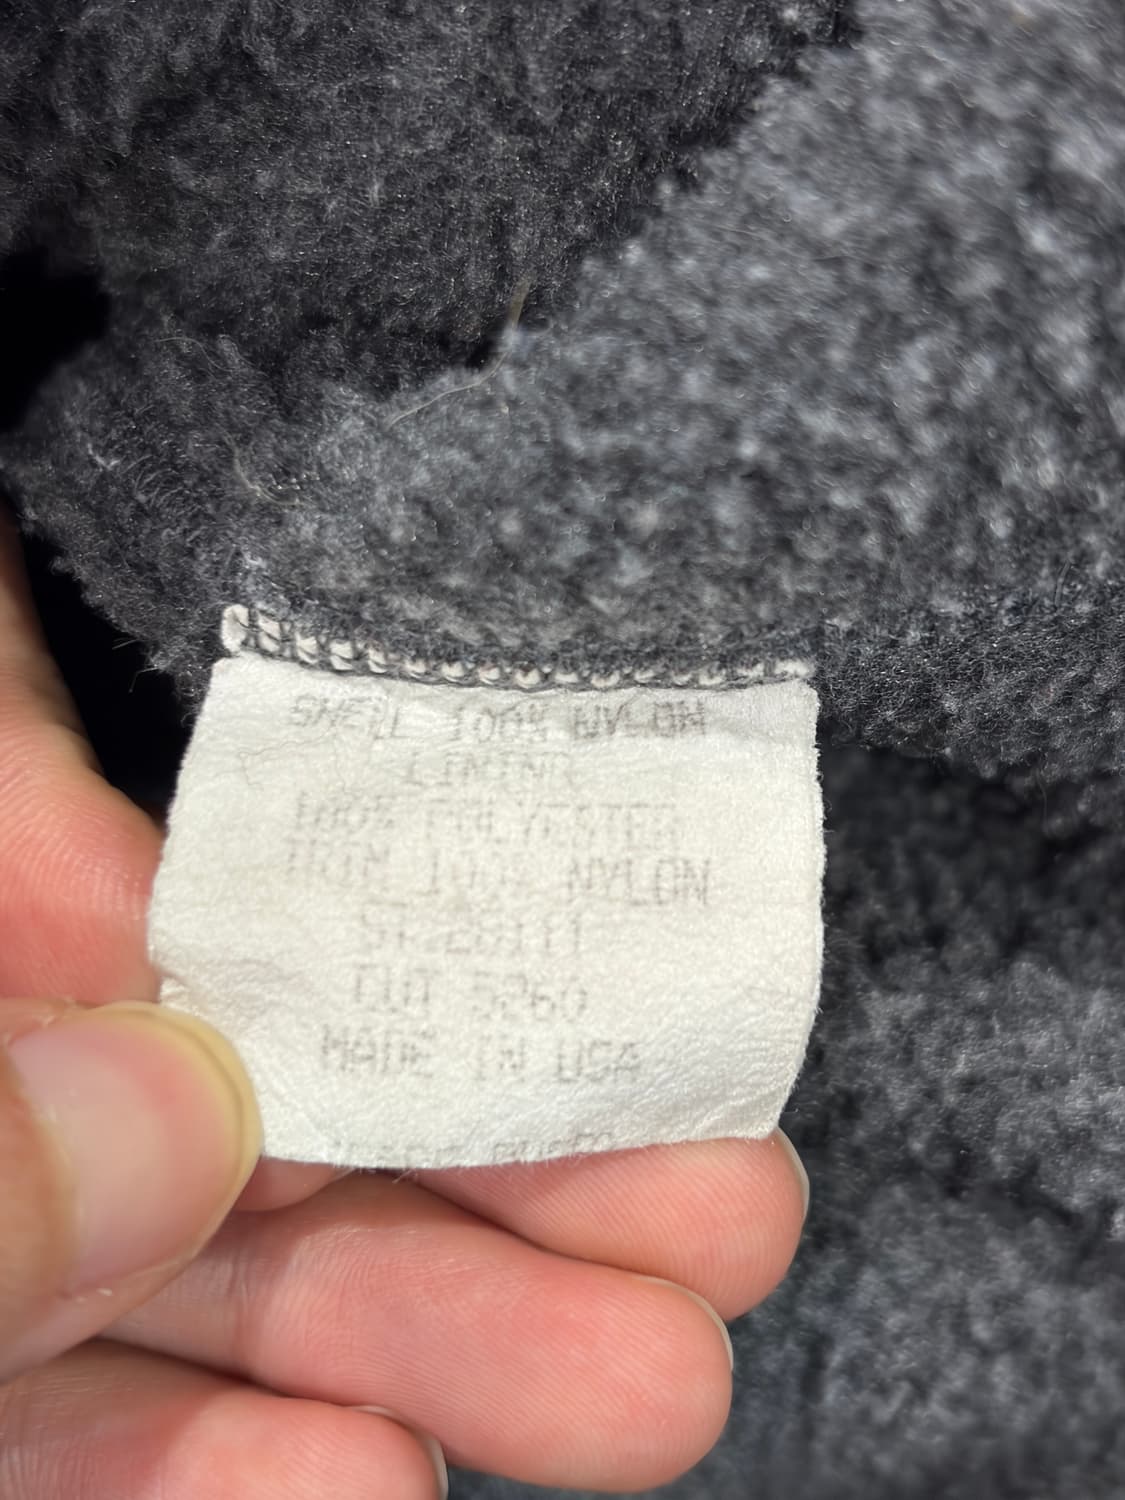 SHELL 100% NYLON
LINING
100% POLYESTER
TRIM 100% NYLON
CUT 5260
MADE IN USA